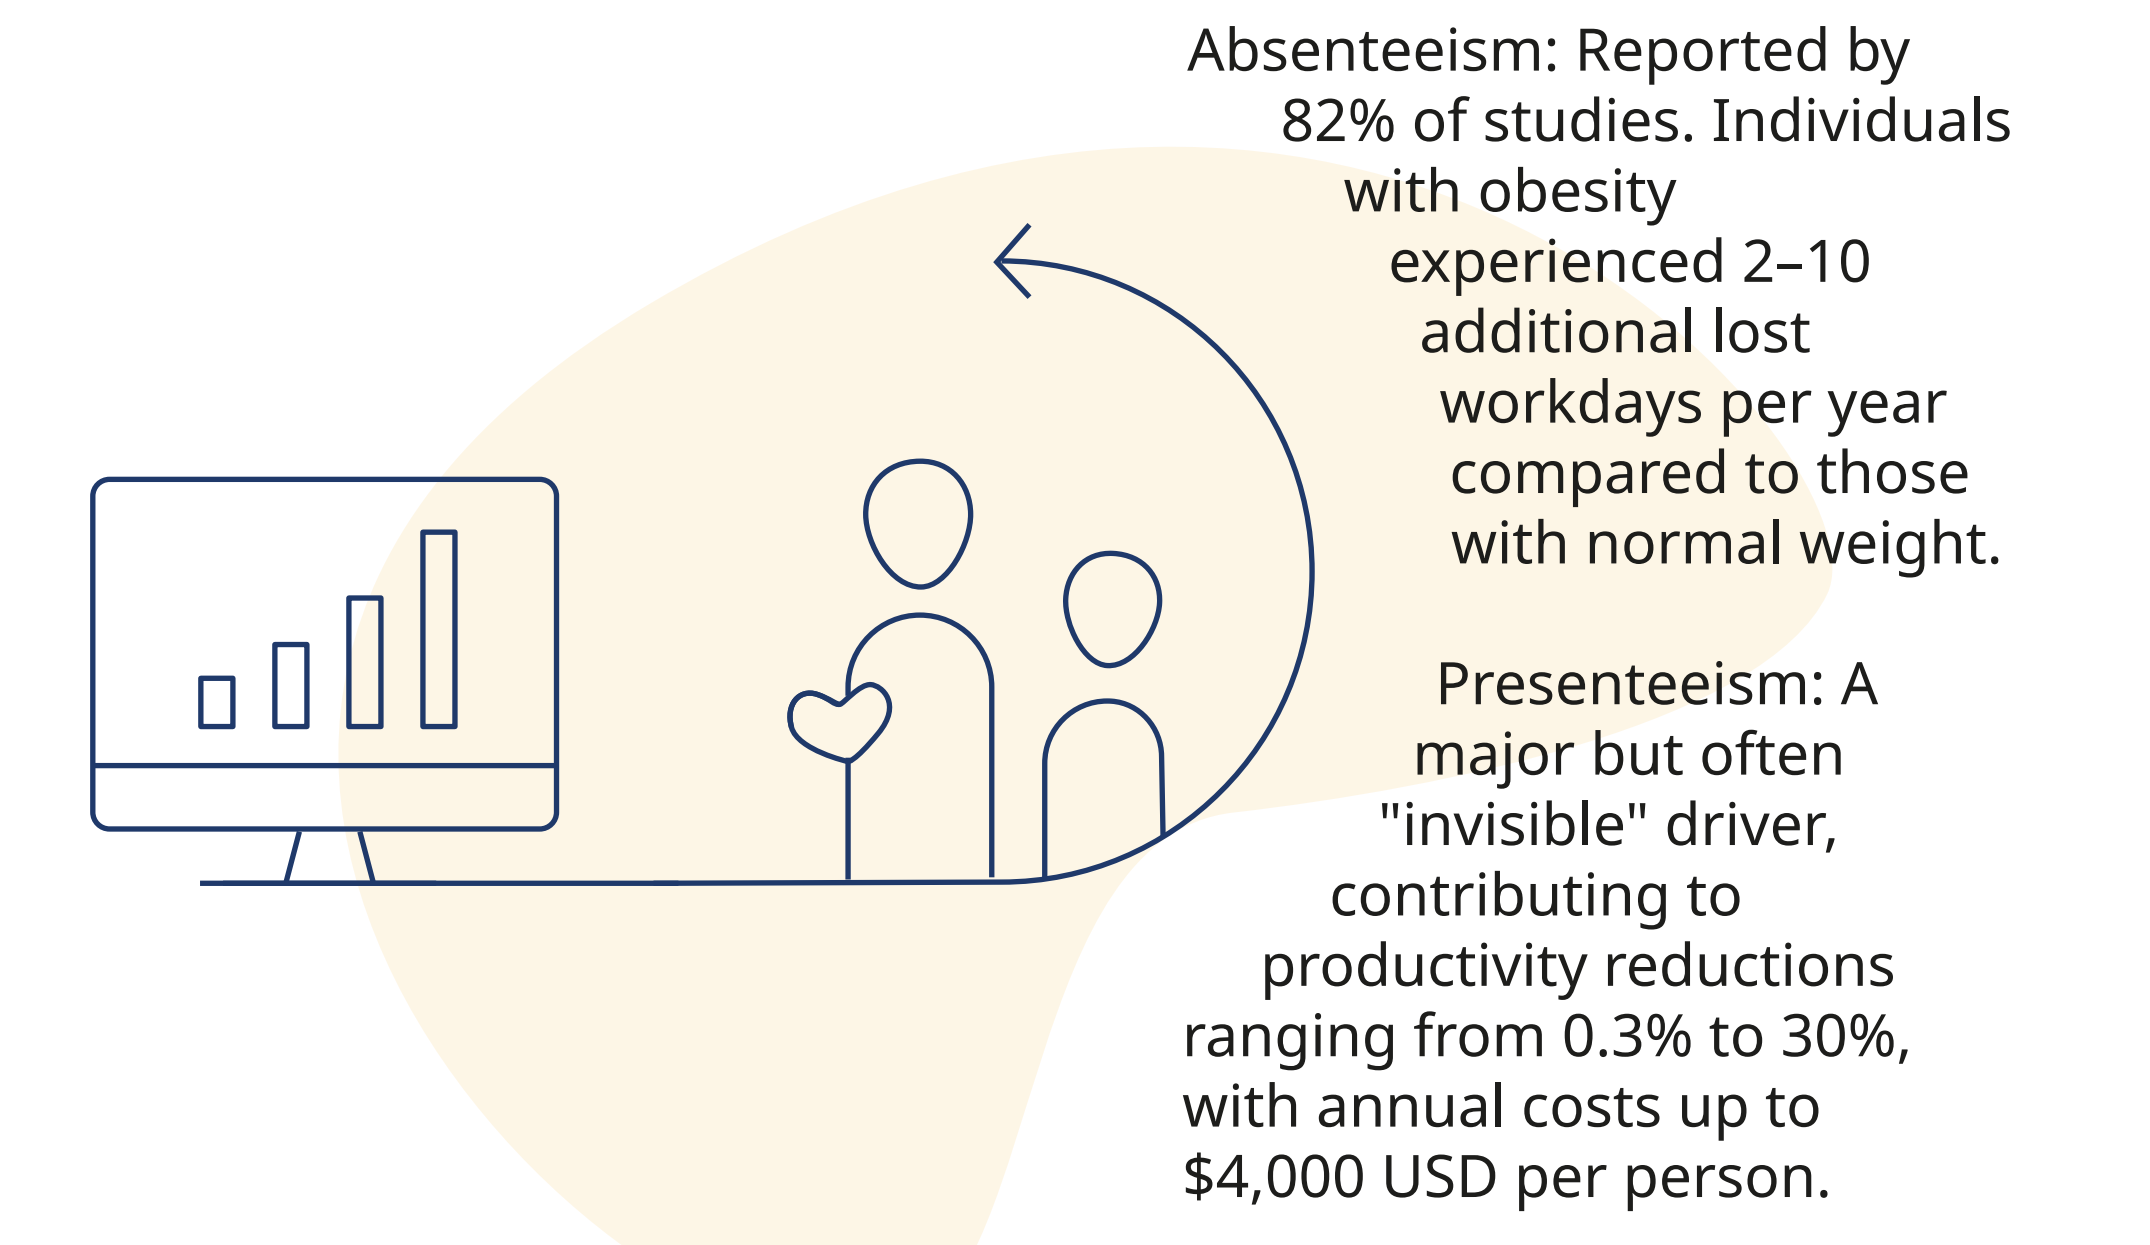 Absenteeism: Reported by
82% of studies. Individuals
with obesity
experienced 2–10
additional lost
workdays per year
compared to those
with normal weight.
Presenteeism: A
major but often
"invisible" driver,
contributing to
productivity reductions
ranging from 0.3% to 30%,
with annual costs up to
$4,000 USD per person.